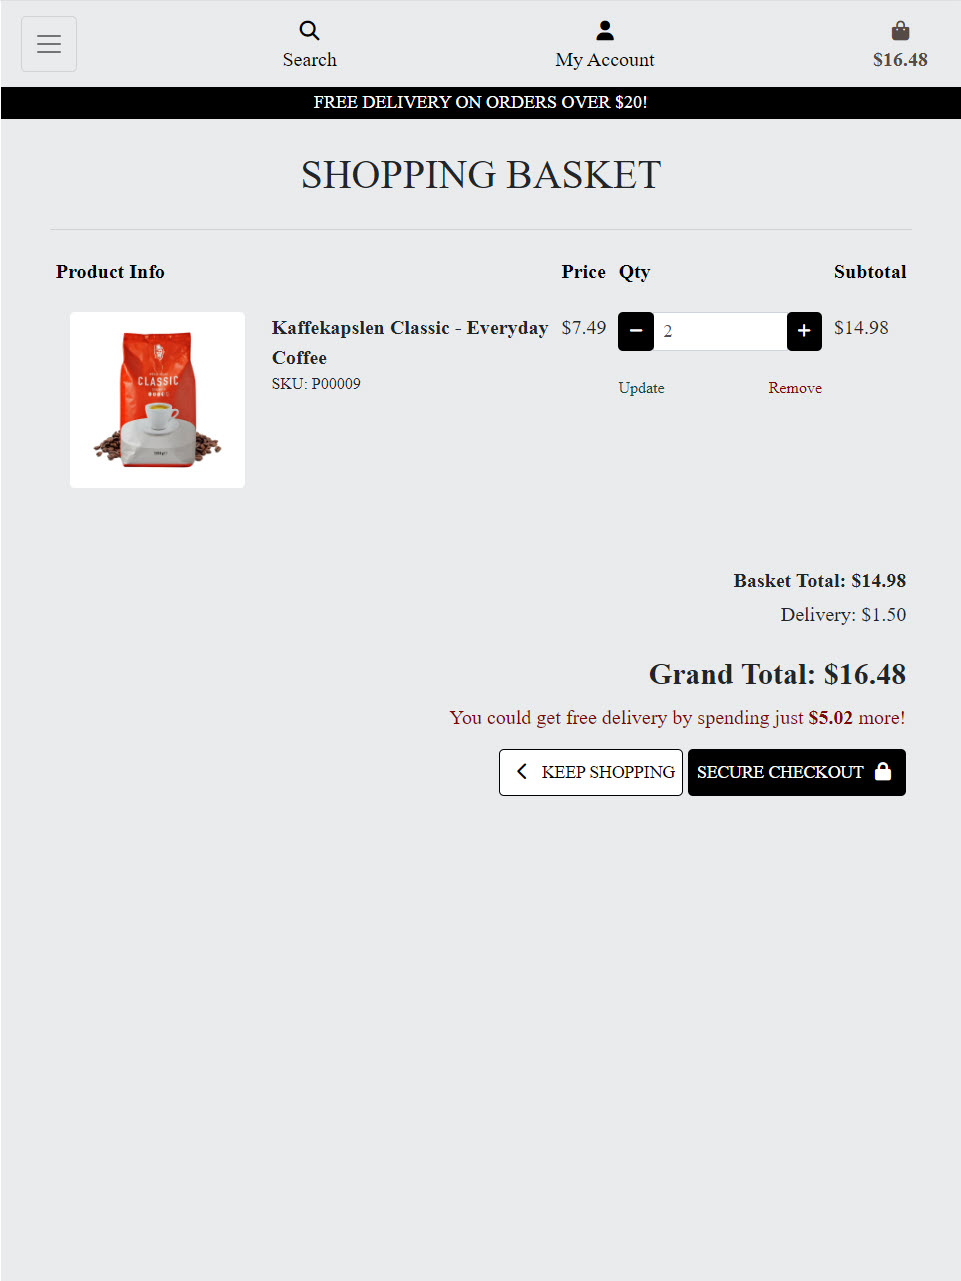 Search
My Account
$16.48
FREE DELIVERY ON ORDERS OVER $20!
SHOPPING BASKET
Product Info Price Qty Subtotal
CLASSIC
Kaffekapslen Classic - Everyday Coffee $7.49 2 $14.98
SKU: P00009
Update Remove
Basket Total: $14.98
Delivery: $1.50
Grand Total: $16.48
You could get free delivery by spending just $5.02 more!
KEEP SHOPPING
SECURE CHECKOUT